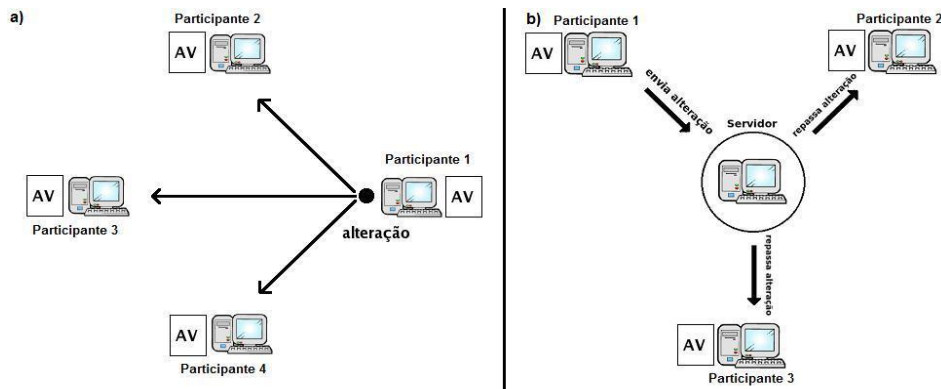 a)
Participante 2
AV
Participante 1
AV
AV
Participante 3
alteração
AV
Participante 4
b)
Participante 1
AV
Participante 2
AV
envia alteração
repassa alteração
Servidor
repassa alteração
AV
Participante 3